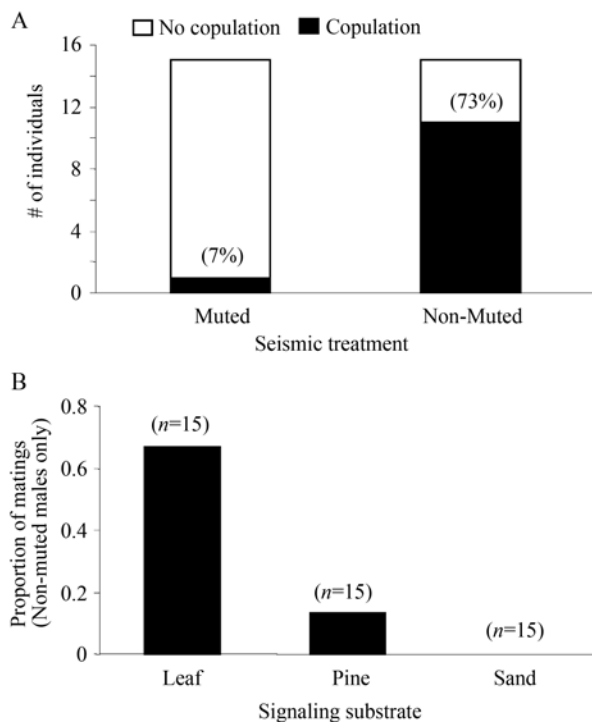 A
No copulation Copulation
16
12
8
4
0
# of individuals
(7%)
(73%)
Muted Non-Muted
Seismic treatment
B
0.8
0.6
0.4
0.2
0
Proportion of matings
(Non-muted males only)
(n=15)
(n=15)
(n=15)
Leaf Pine Sand
Signaling substrate